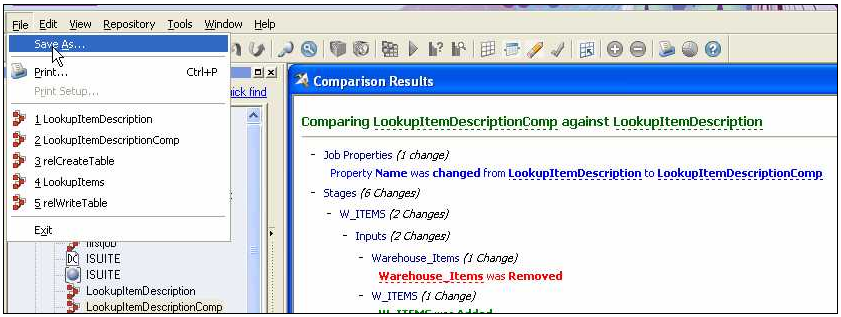 File Edit View Repository Tools Window Help
Save As...
Print... Ctrl+P
Print Setup...
1 LookupItemDescription
2 LookupItemDescriptionComp
3 relCreateTable
4 LookupItems
5 relWriteTable
Exit
ick find
firstjob
ISUITE
ISUITE
LookupItemDescription
LookupItemDescriptionComp
Comparison Results
Comparing LookupItemDescriptionComp against LookupItemDescription
- Job Properties (1 change)
Property Name was changed from LookupItemDescription to LookupItemDescriptionComp
- Stages (6 Changes)
- W_ITEMS (2 Changes)
- Inputs (2 Changes)
- Warehouse_Items (1 Change)
Warehouse_Items was Removed
- W_ITEMS (1 Change)
W_ITEMS was Added